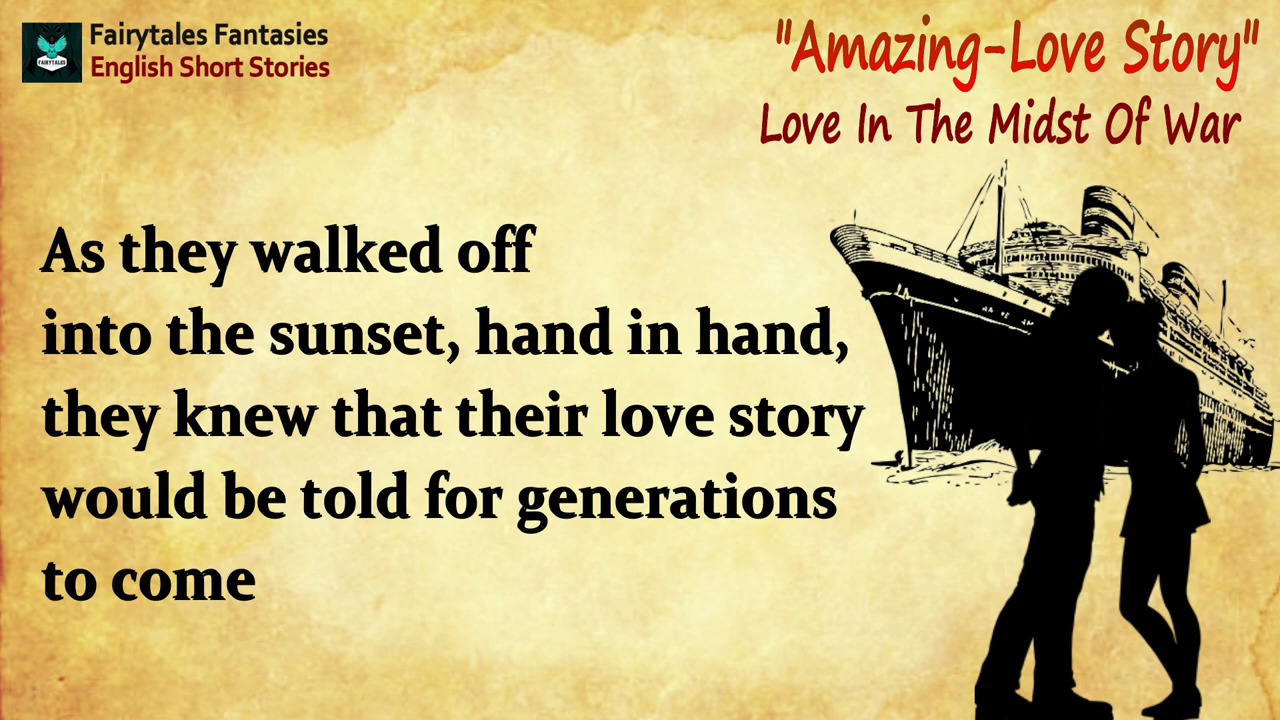 Fairytales Fantasies
English Short Stories
FAIRYTALES
"Amazing-Love Story"
Love In The Midst Of War
As they walked off
into the sunset, hand in hand,
they knew that their love story
would be told for generations
to come